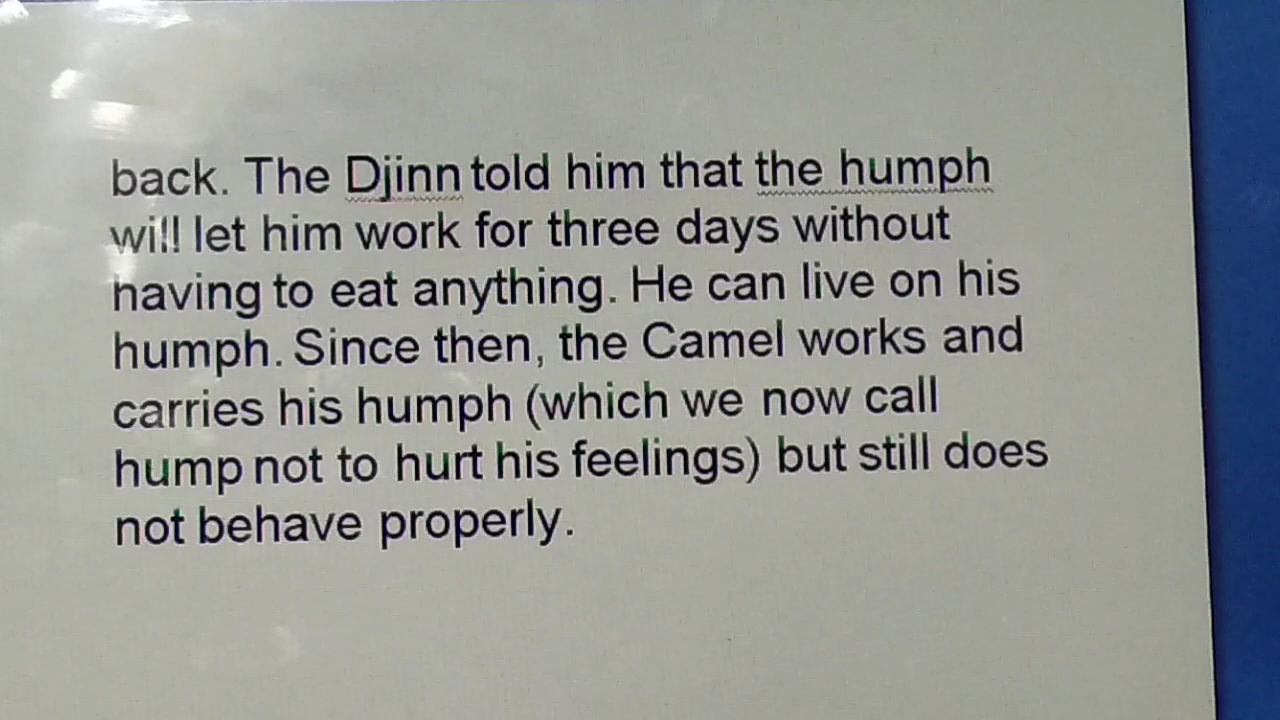 back. The Djinn told him that the humph
will let him work for three days without
having to eat anything. He can live on his
humph. Since then, the Camel works and
carries his humph (which we now call
hump not to hurt his feelings) but still does
not behave properly.